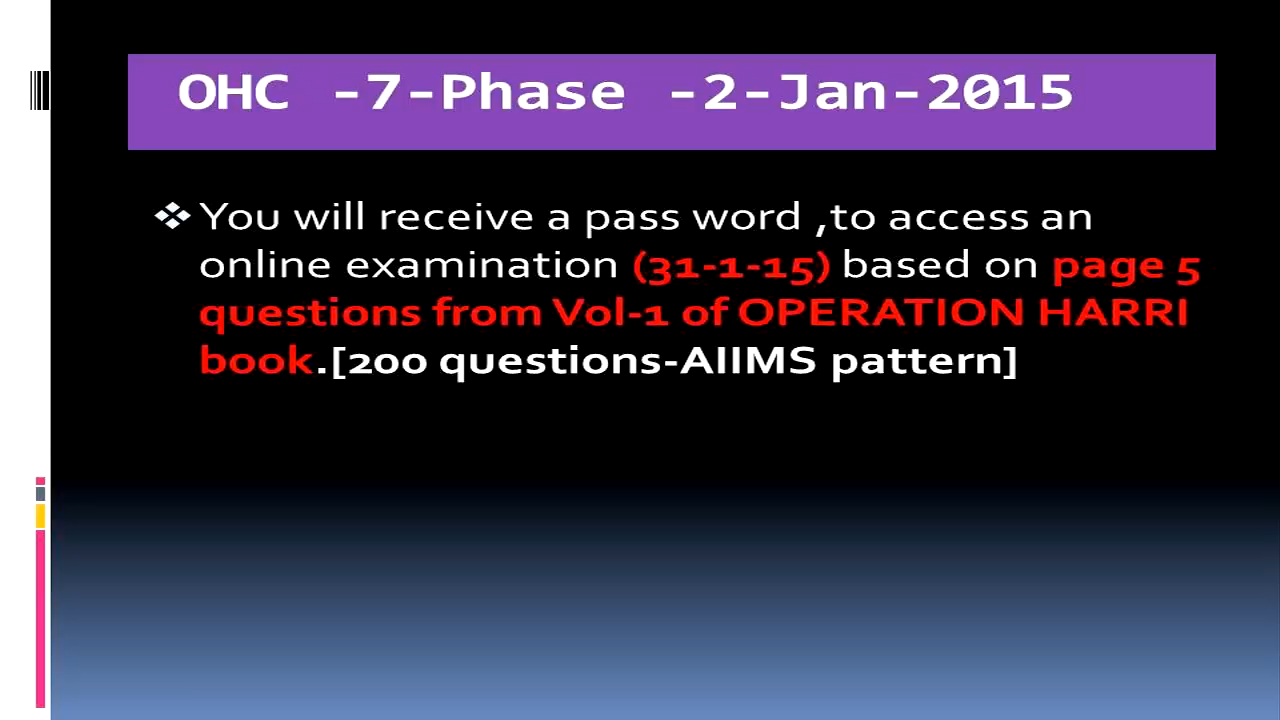 OHC -7-Phase -2-Jan-2015
❖You will receive a pass word ,to access an
online examination (31-1-15) based on page 5
questions from Vol-1 of OPERATION HARRI
book.[200 questions-AIIMS pattern]